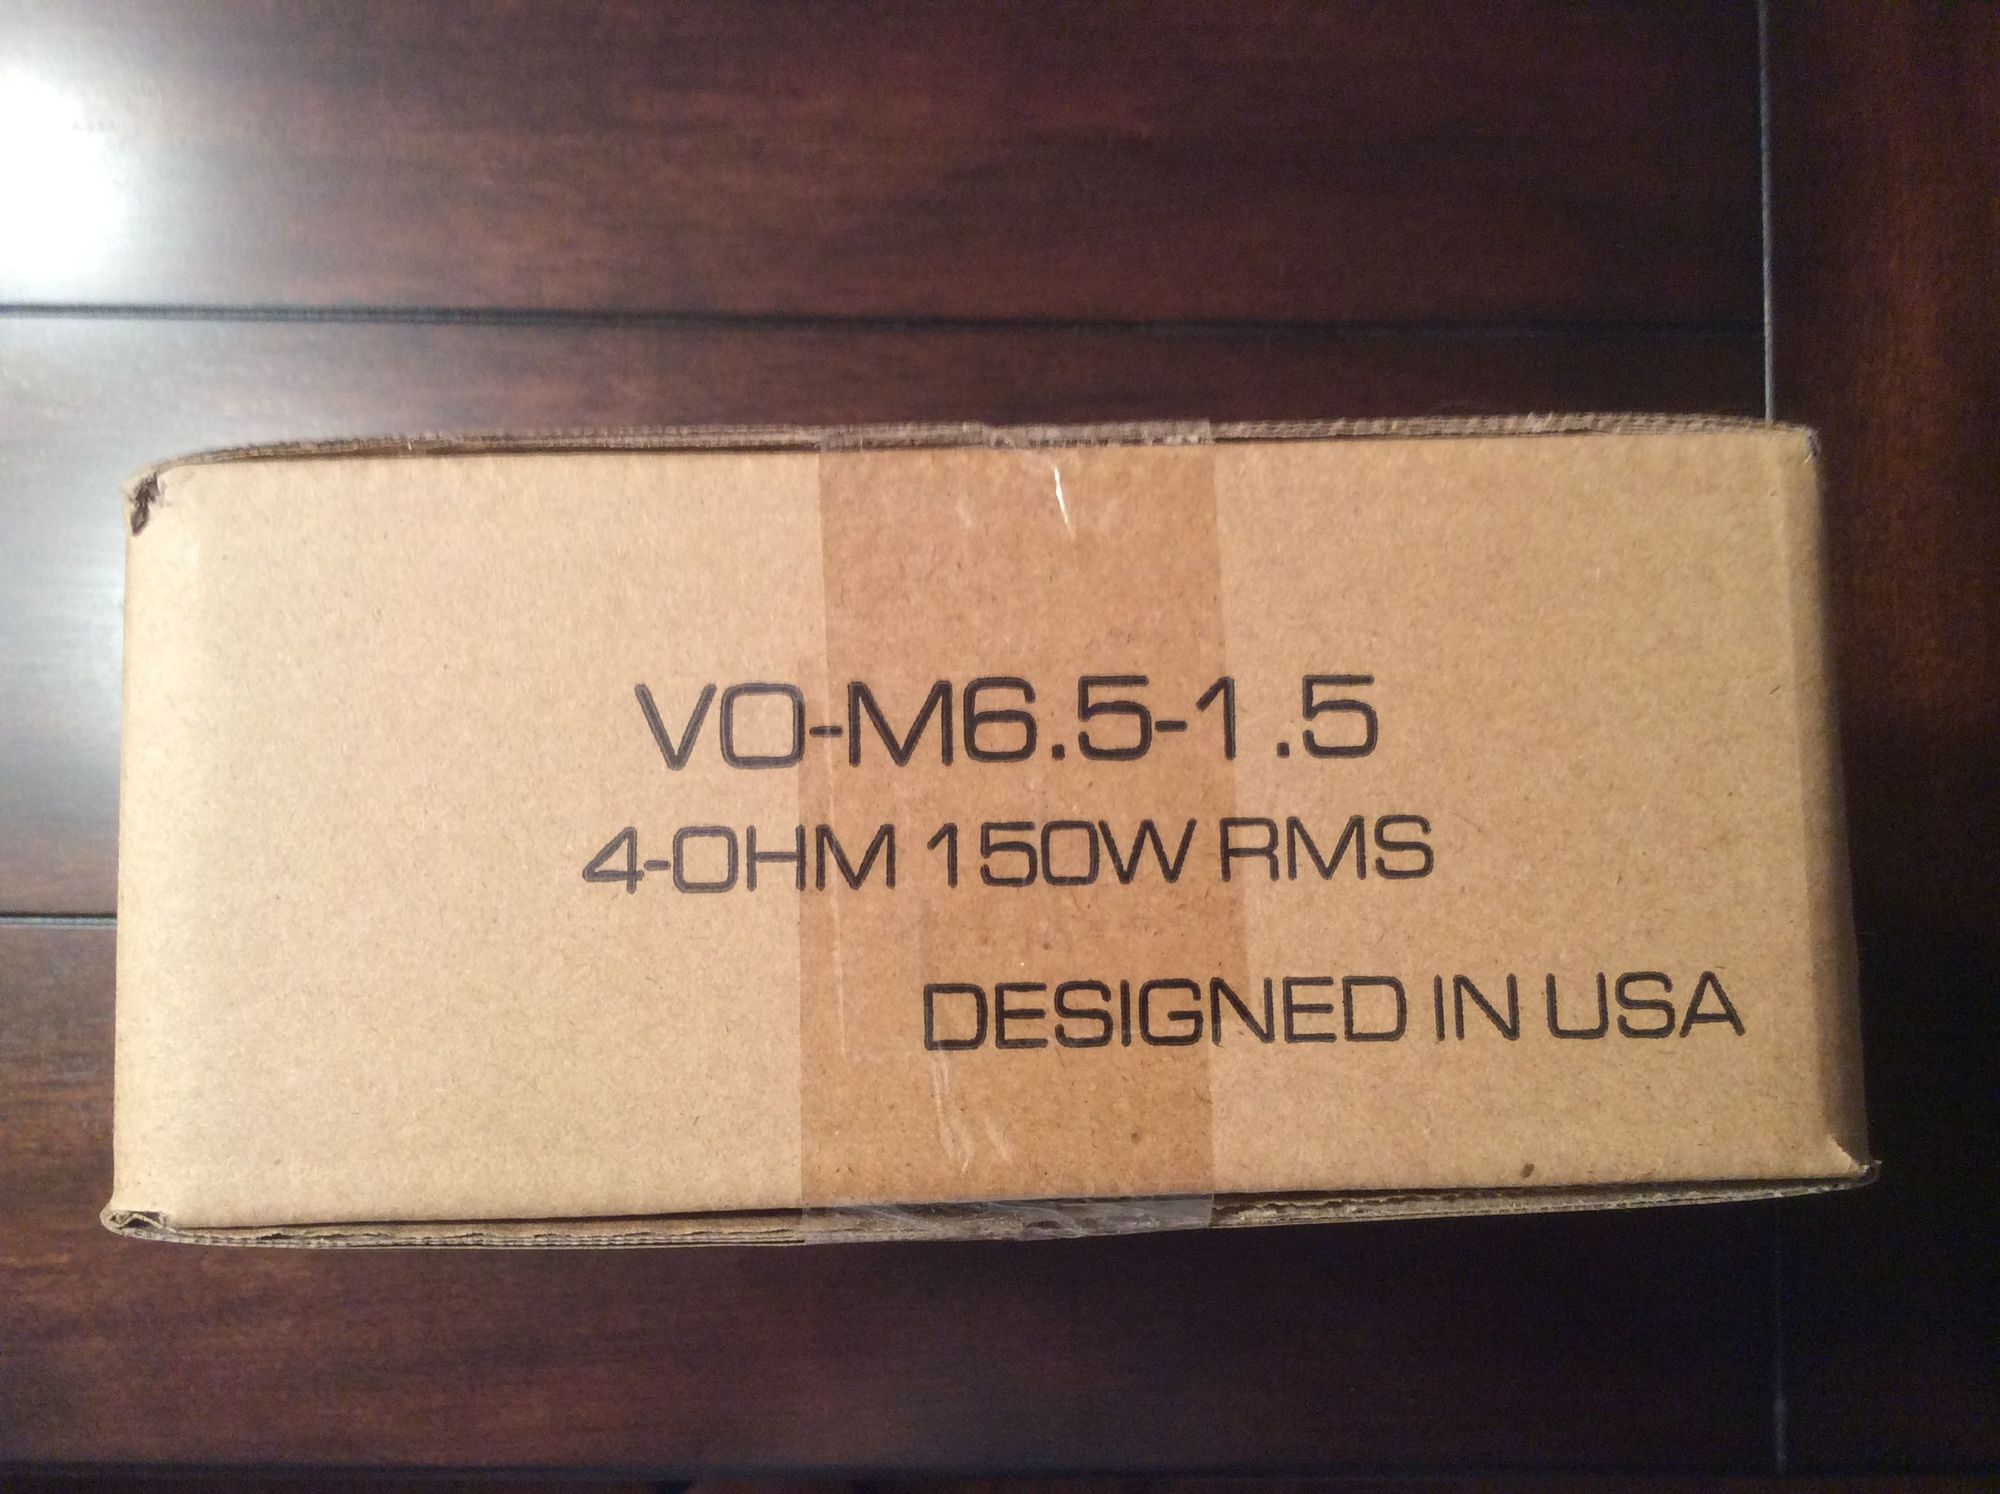 VO-M6.5-1.5
4-OHM 150W RMS
DESIGNED IN USA